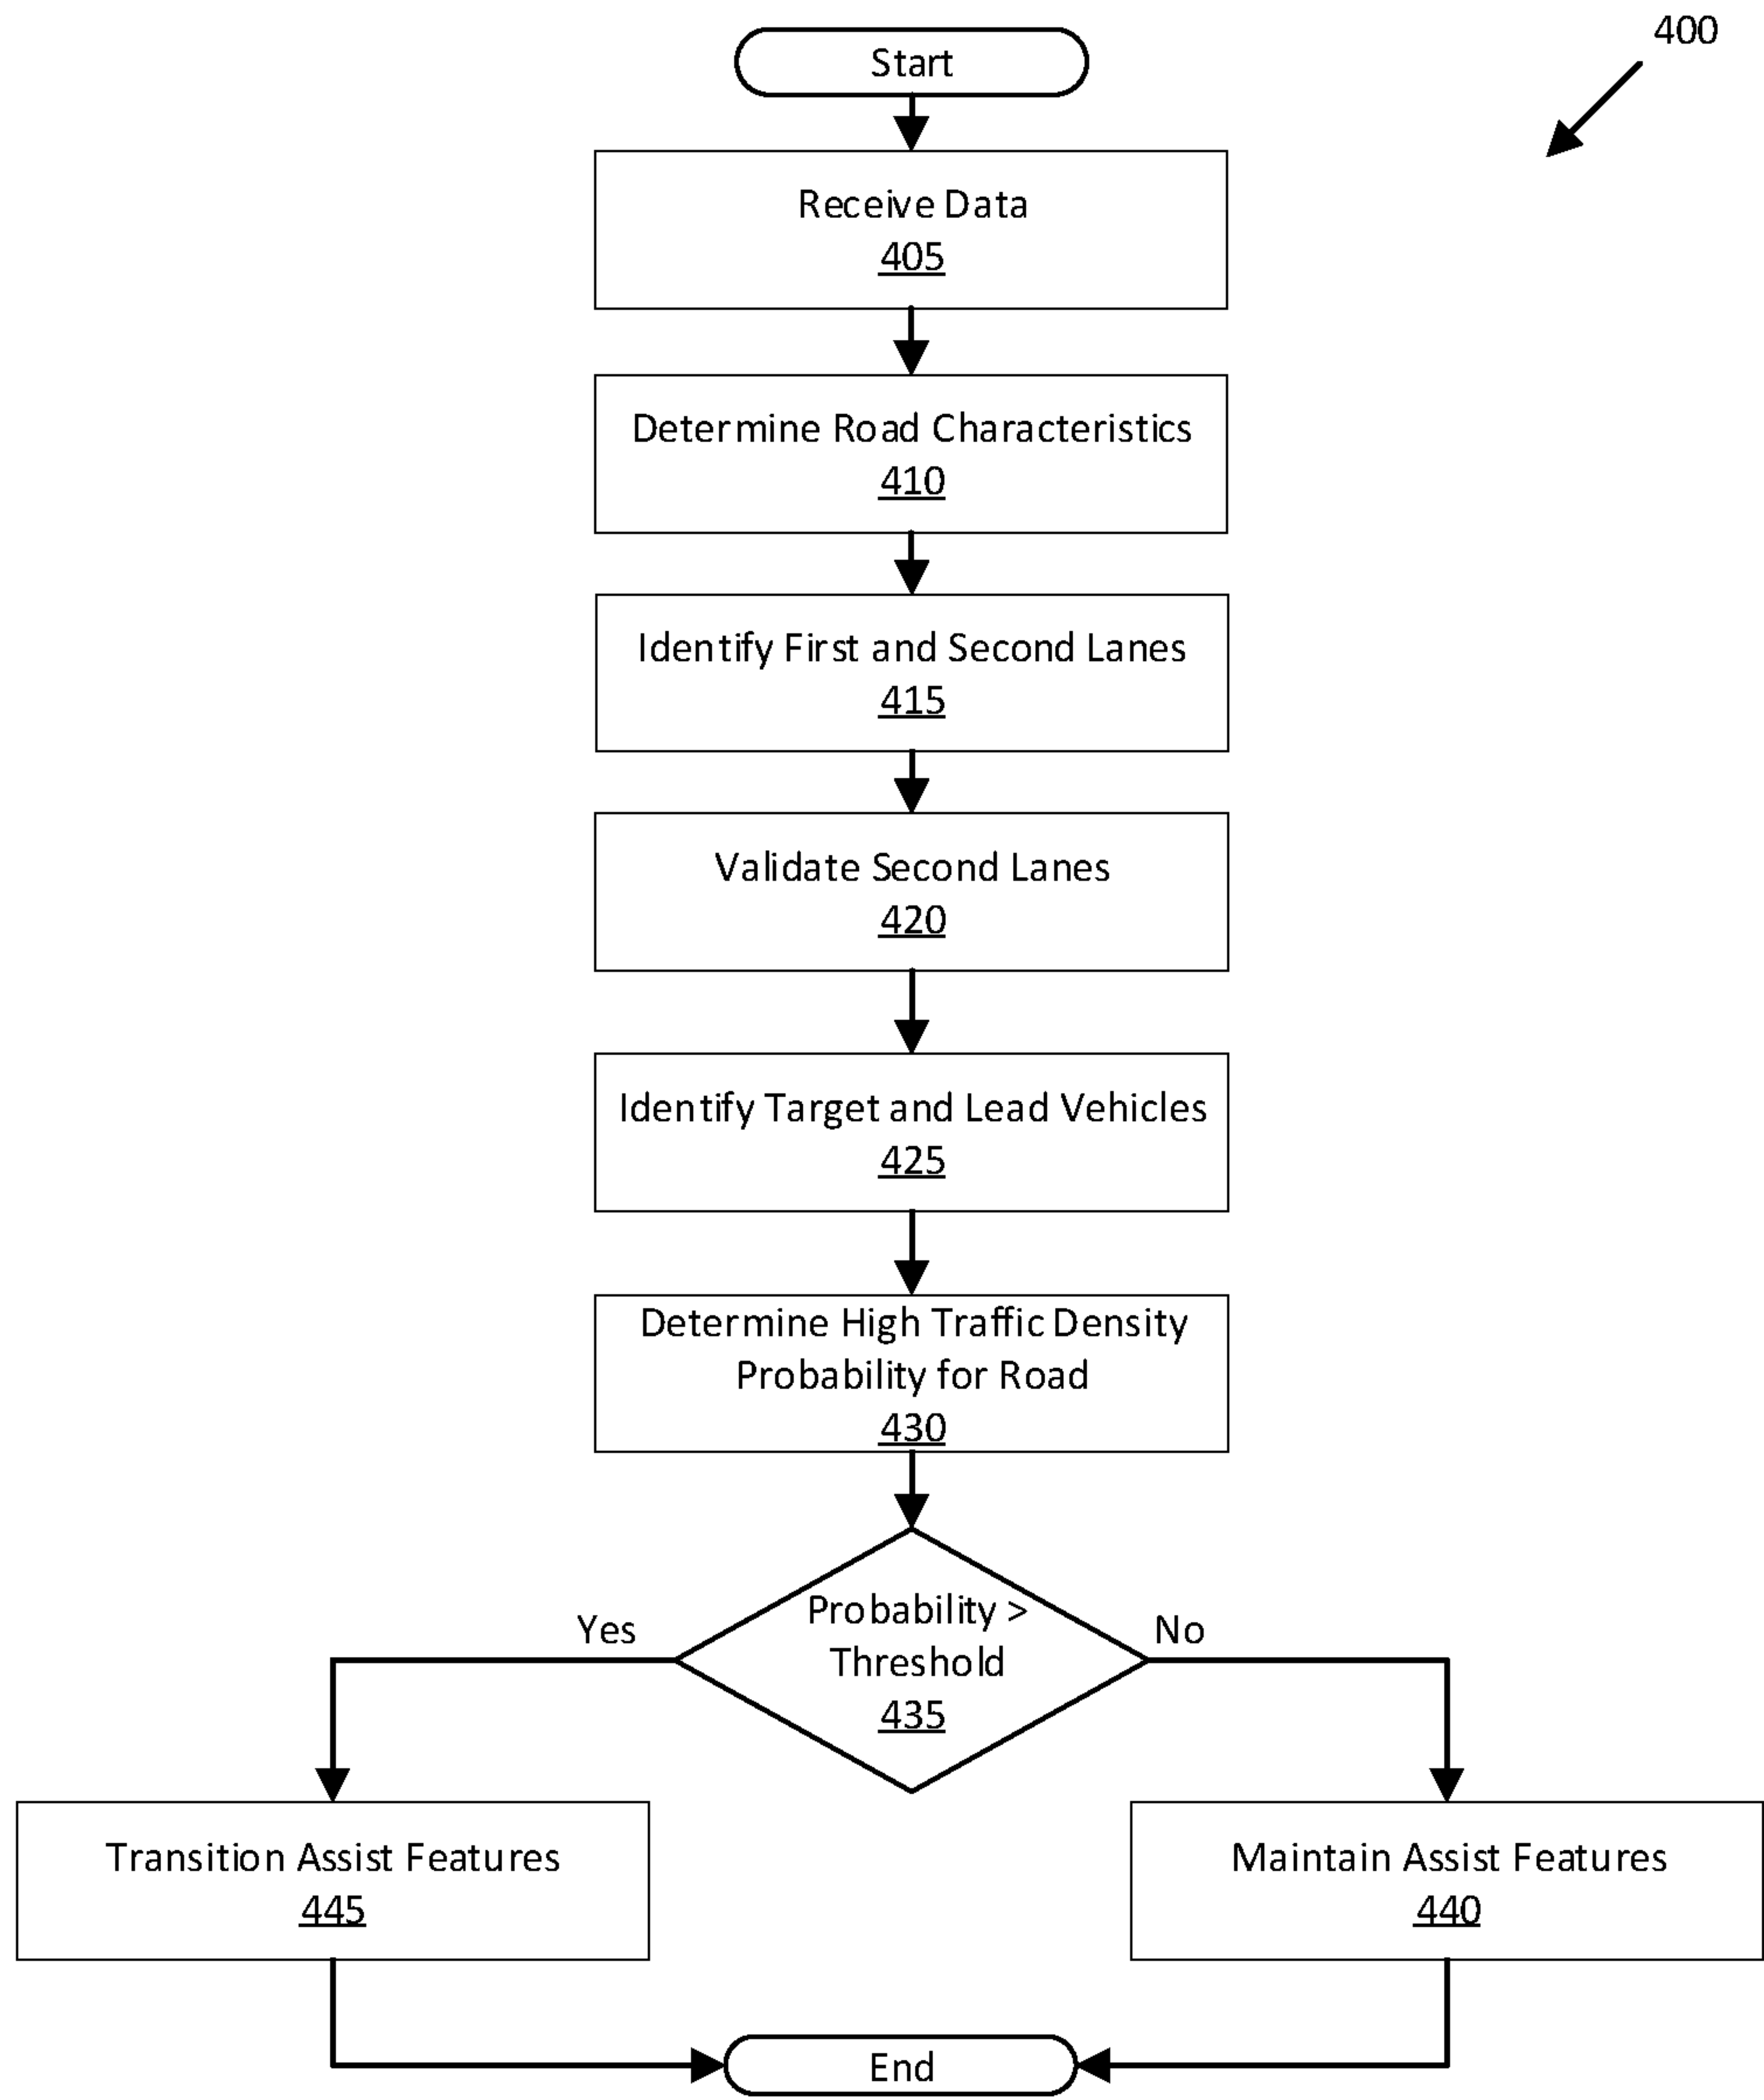 400
Start
Receive Data
405
Determine Road Characteristics
410
Identify First and Second Lanes
415
Validate Second Lanes
420
Identify Target and Lead Vehicles
425
Determine High Traffic Density
Probability for Road
430
Probability >
Threshold
435
Yes
No
Transition Assist Features
445
Maintain Assist Features
440
End